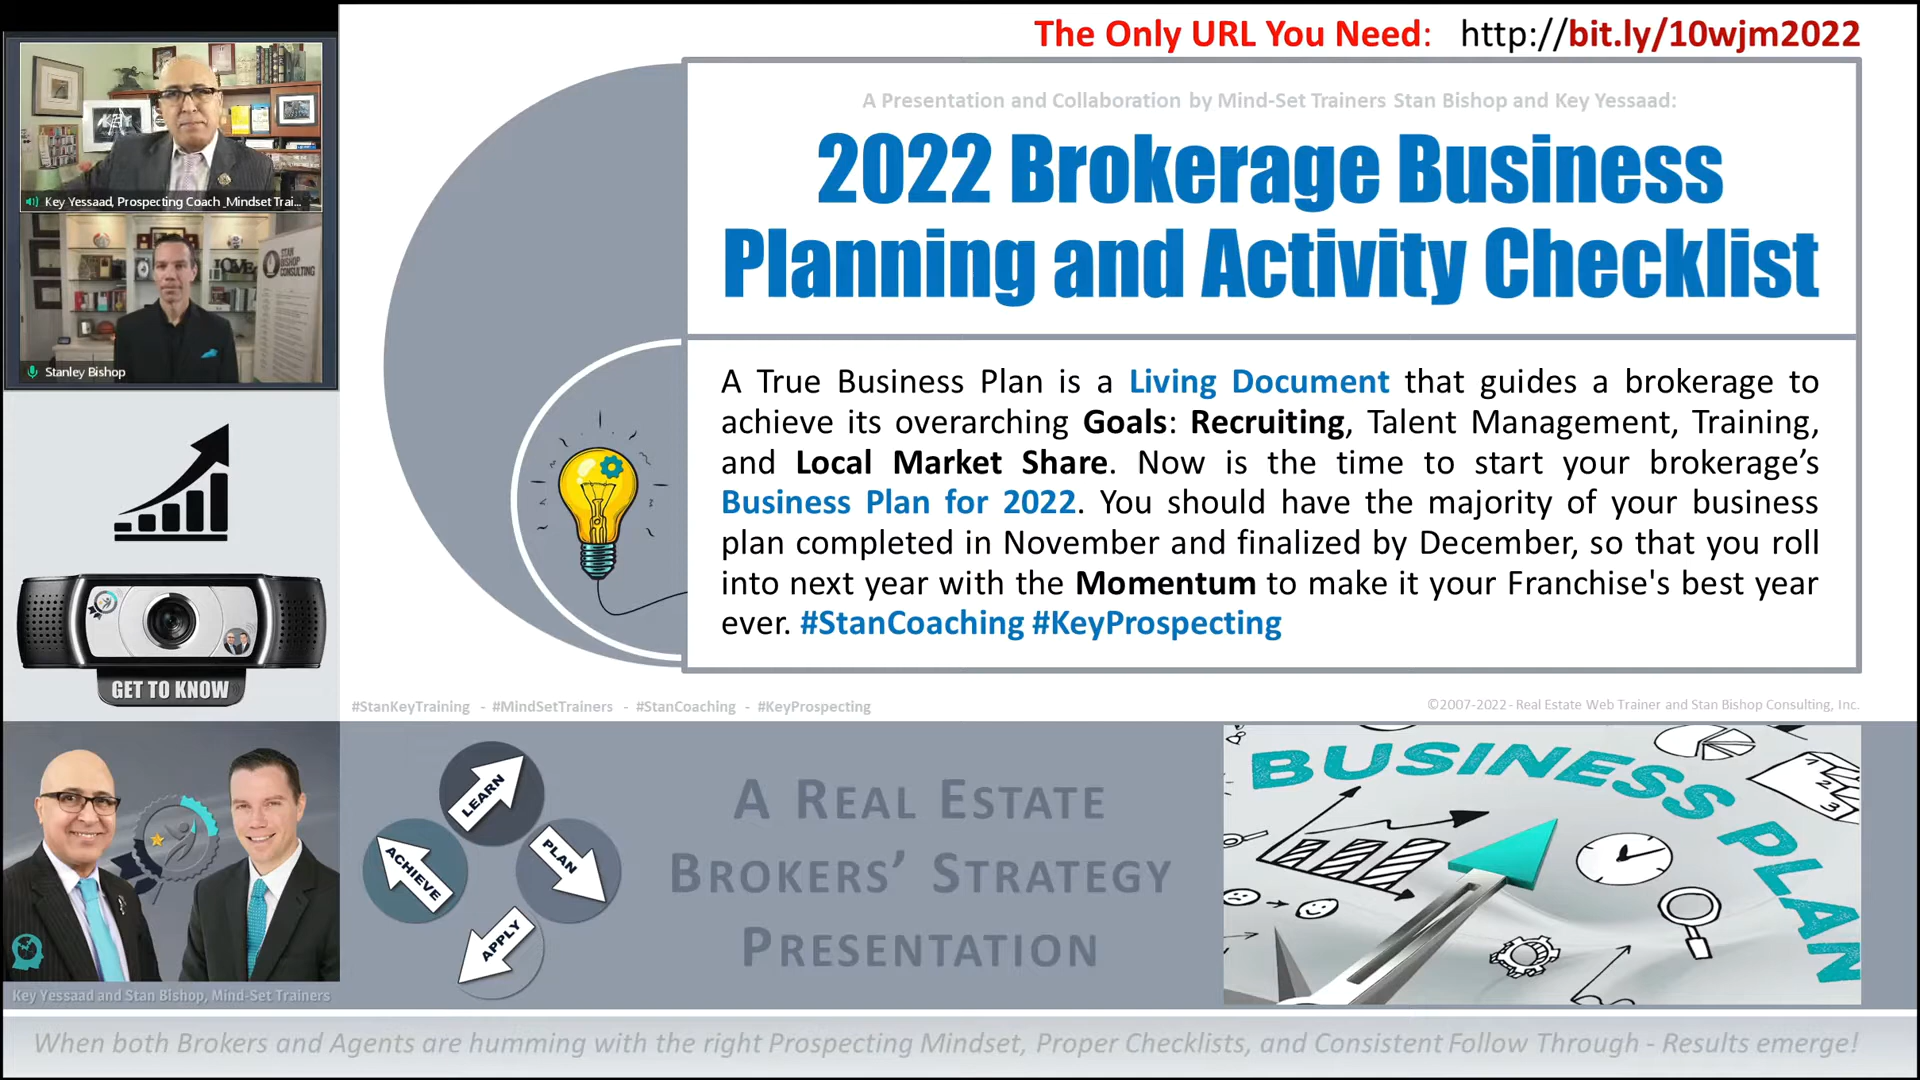 The Only URL You Need: http://bit.ly/10wjm2022
A Presentation and Collaboration by Mind-Set Trainers Stan Bishop and Key Yessaad:
2022 Brokerage Business
Planning and Activity Checklist
A True Business Plan is a Living Document that guides a brokerage to
achieve its overarching Goals: Recruiting, Talent Management, Training,
and Local Market Share. Now is the time to start your brokerage’s
Business Plan for 2022. You should have the majority of your business
plan completed in November and finalized by December, so that you roll
into next year with the Momentum to make it your Franchise's best year
ever. #StanCoaching #KeyProspecting
KEY
Key Yessaad, Prospecting Coach _Mindset Trai...
STAN
BISHOP
CONSULTING
Stanley Bishop
GET TO KNOW
#StanKeyTraining - #MindSetTrainers - #StanCoaching - #KeyProspecting
©2007-2022 - Real Estate Web Trainer and Stan Bishop Consulting, Inc.
Key Yessaad and Stan Bishop, Mind-Set Trainers
LEARN
PLAN
APPLY
ACHIEVE
A REAL ESTATE
BROKERS’ STRATEGY
PRESENTATION
BUSINESS PLAN
1
2
3
When both Brokers and Agents are humming with the right Prospecting Mindset, Proper Checklists, and Consistent Follow Through - Results emerge!